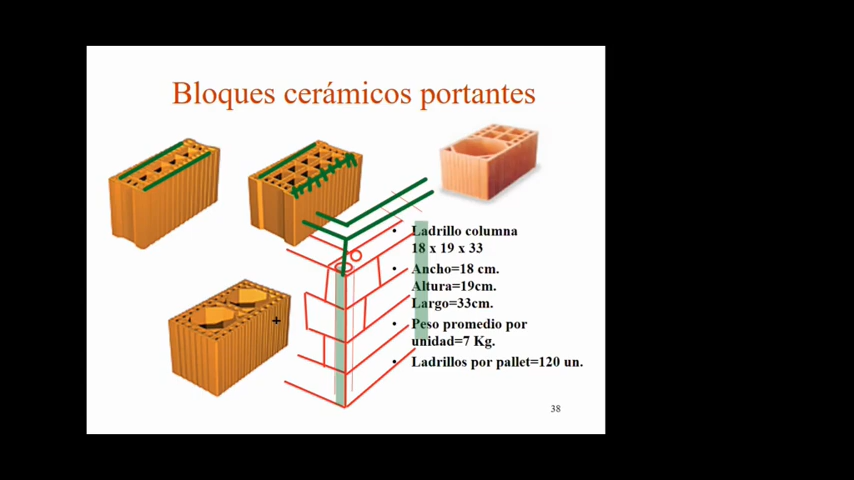 Bloques cerámicos portantes
• Ladrillo columna
18 x 19 x 33
• Ancho=18 cm.
Altura=19cm.
Largo=33cm.
• Peso promedio por
unidad=7 Kg.
• Ladrillos por pallet=120 un.
38